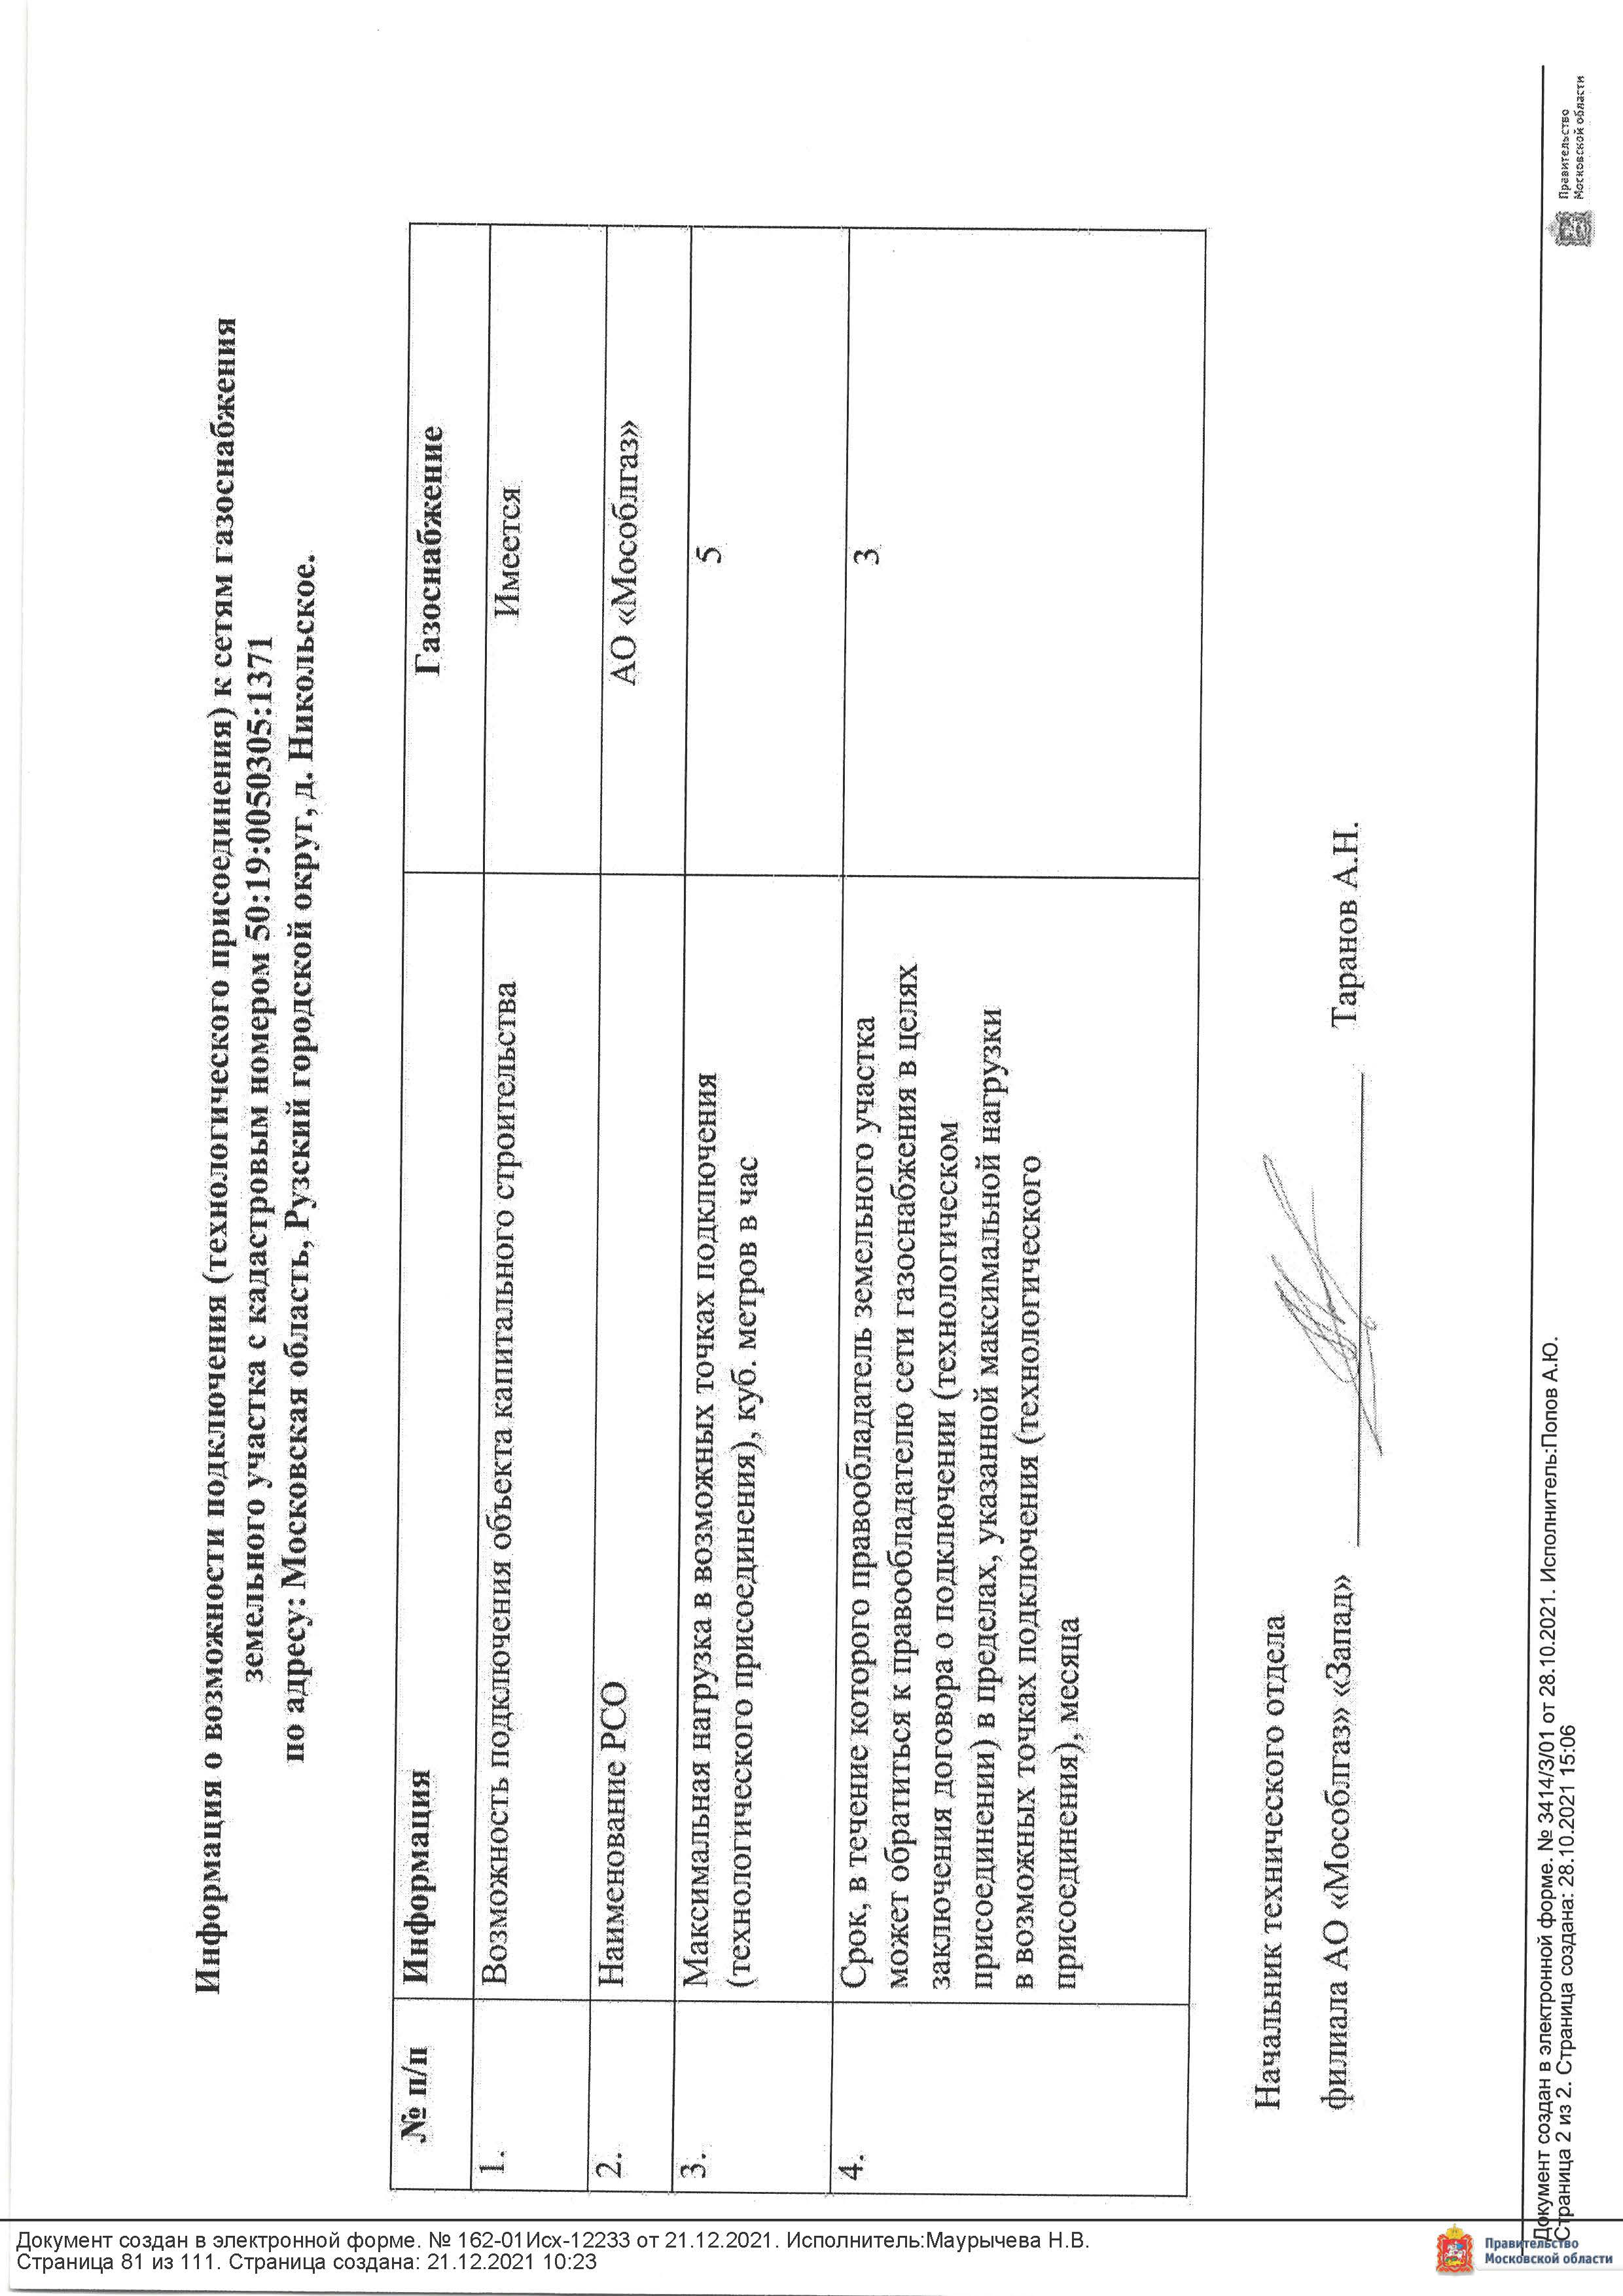 Информация о возможности подключения (технологического присоединения) к сетям газоснабжения
земельного участка с кадастровым номером 50:19:0050305:1371
по адресу: Московская область, Рузский городской округ, д. Никольское.
№ п/п
Информация
Газоснабжение
1.
Возможность подключения объекта капитального строительства
Имеется
2.
Наименование РСО
АО «Мособлгаз»
3.
Максимальная нагрузка в возможных точках подключения
(технологического присоединения), куб. метров в час
5
4.
Срок, в течение которого правообладатель земельного участка
может обратиться к правообладателю сети газоснабжения в целях
заключения договора о подключении (технологическом
присоединении) в пределах, указанной максимальной нагрузки
в возможных точках подключения (технологического
присоединения), месяца
3
Начальник технического отдела
филиала АО «Мособлгаз» «Запад»
Таранов А.Н.
Документ создан в электронной форме. № 3414/3/01 от 28.10.2021. Исполнитель:Попов А.Ю.
Страница 2 из 2. Страница создана: 28.10.2021 15:06
Правительство
Московской области
Документ создан в электронной форме. № 162-01Исх-12233 от 21.12.2021. Исполнитель:Маурычева Н.В.
Страница 81 из 111. Страница создана: 21.12.2021 10:23
Правительство
Московской области